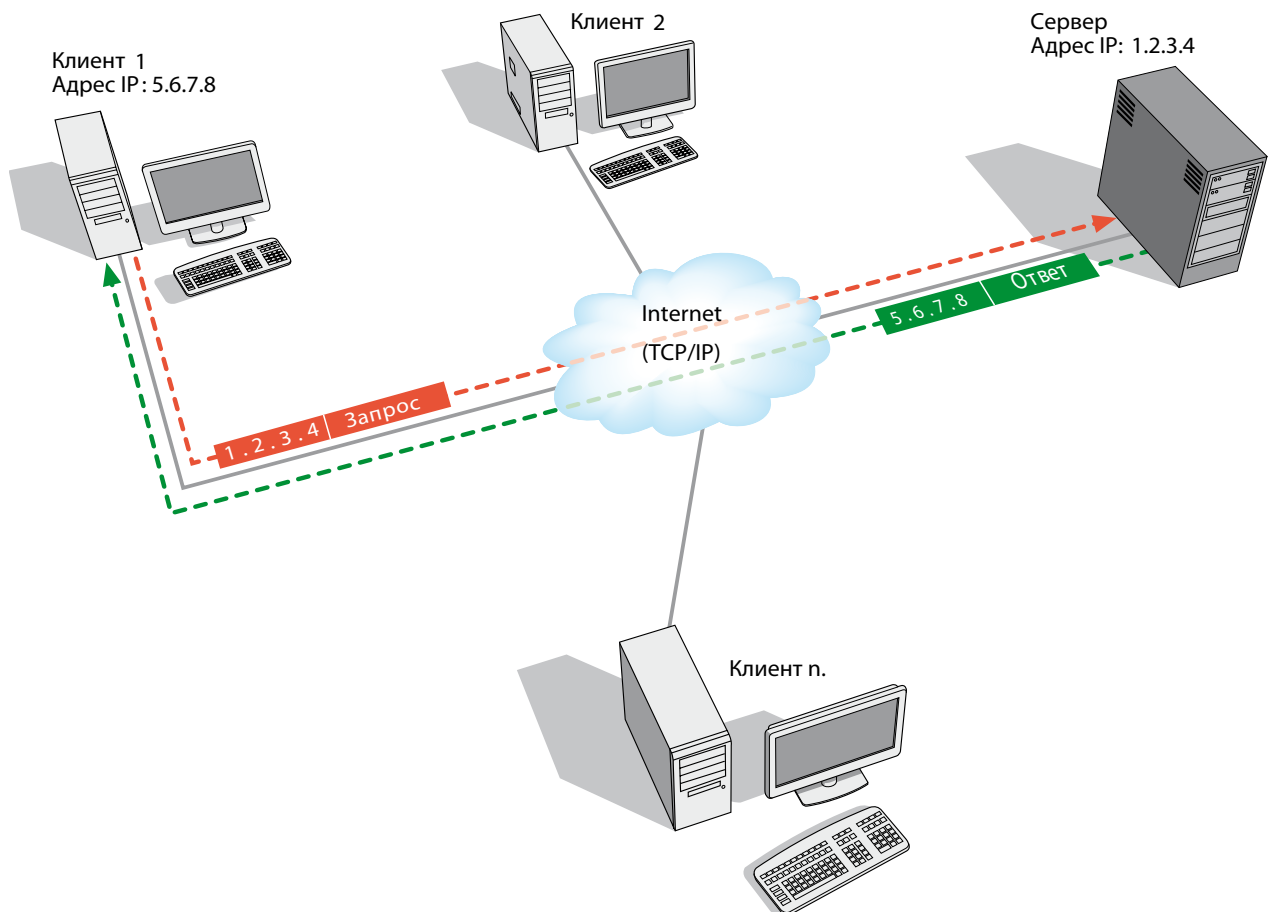 Клиент 2
Сервер
Адрес IP: 1.2.3.4
Клиент 1
Адрес IP: 5.6.7.8
Internet
(TCP/IP)
5.6.7.8 Ответ
1.2.3.4 Запрос
Клиент n.